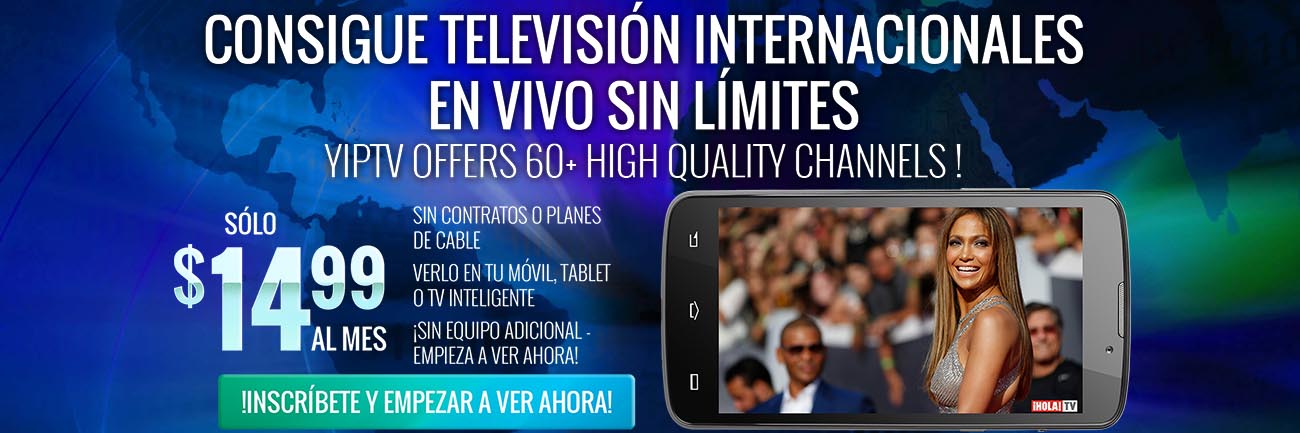 CONSIGUE TELEVISIÓN INTERNACIONALES
EN VIVO SIN LÍMITES
YIPTV OFFERS 60+ HIGH QUALITY CHANNELS !
SÓLO
$1499
AL MES
SIN CONTRATOS O PLANES
DE CABLE
VERLO EN TU MÓVIL, TABLET
O TV INTELIGENTE
¡SIN EQUIPO ADICIONAL -
EMPIEZA A VER AHORA!
!INSCRÍBETE Y EMPEZAR A VER AHORA!
¡HOLA! TV